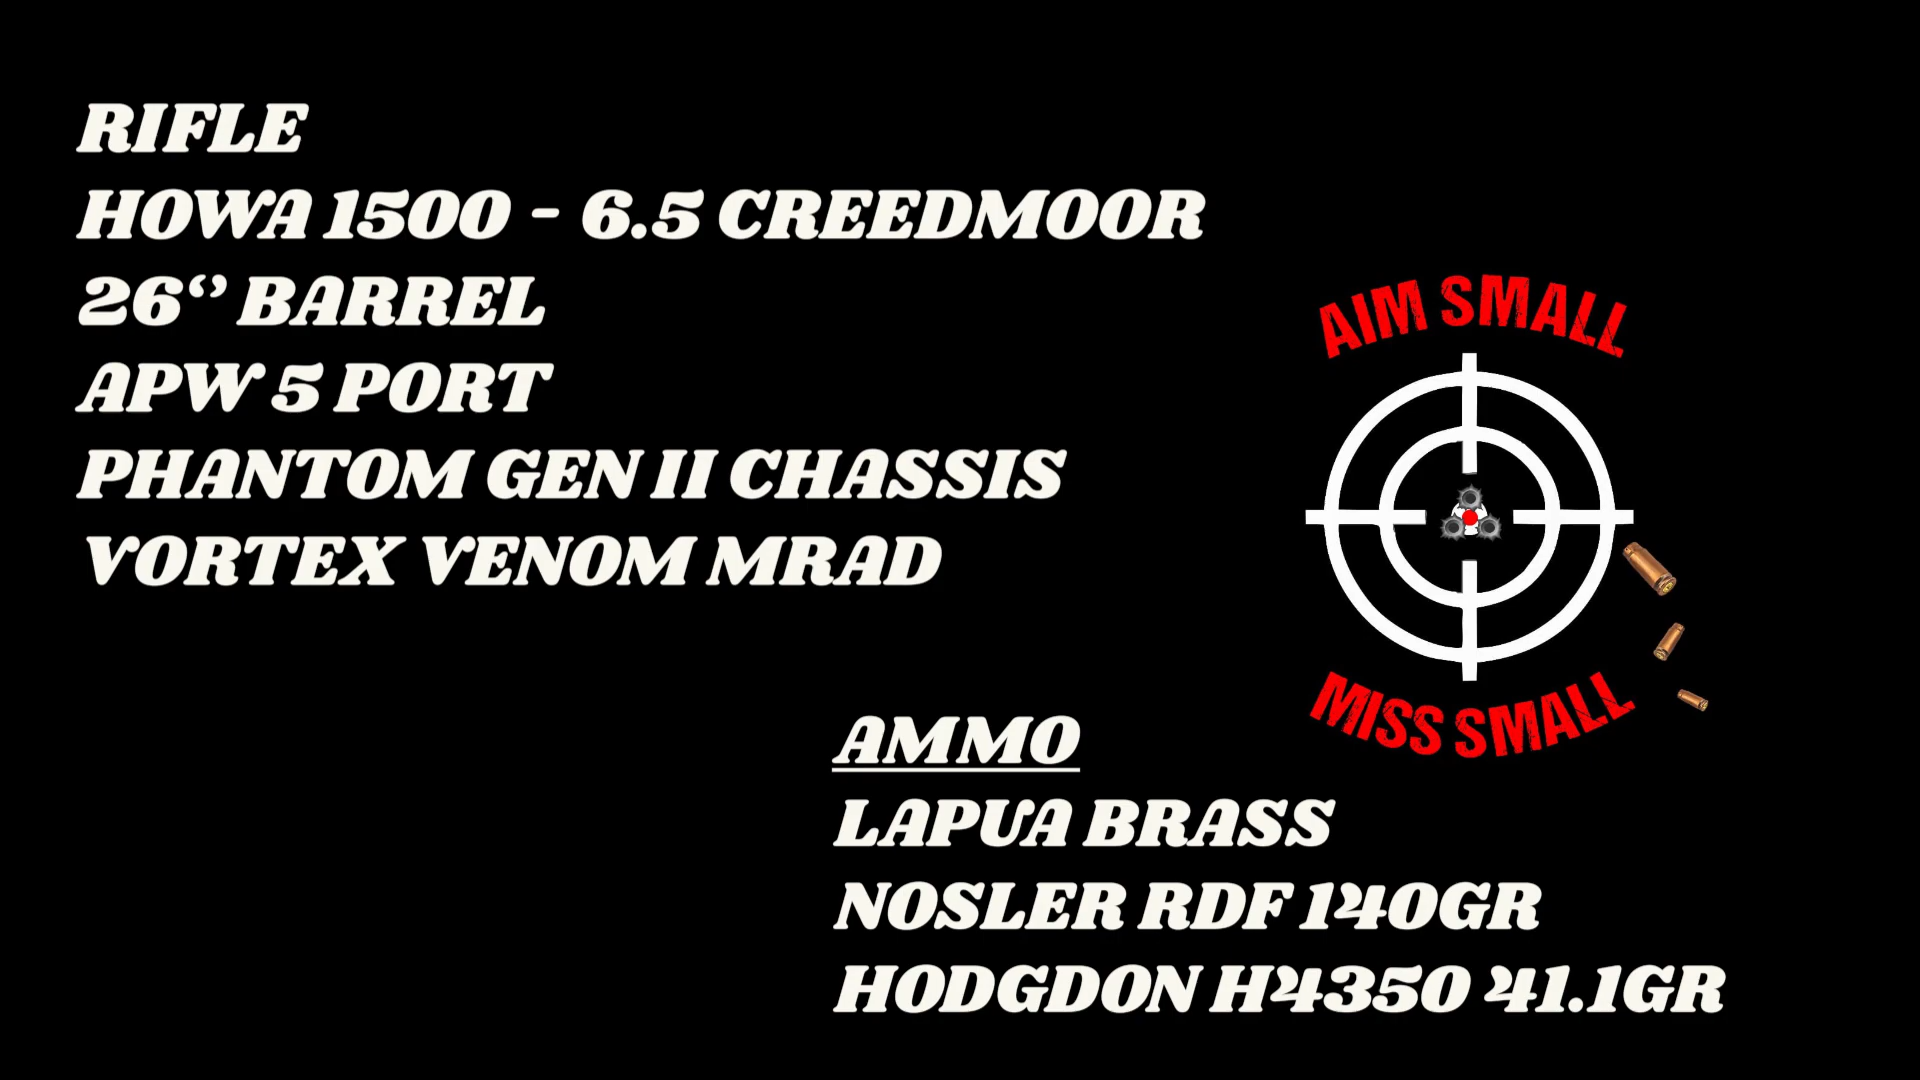 RIFLE
HOWA 1500 - 6.5 CREEDMOOR
26‘’ BARREL
APW 5 PORT
PHANTOM GEN II CHASSIS
VORTEX VENOM MRAD
AIM SMALL
MISS SMALL
AMMO
LAPUA BRASS
NOSLER RDF 140GR
HODGDON H4350 41.1GR